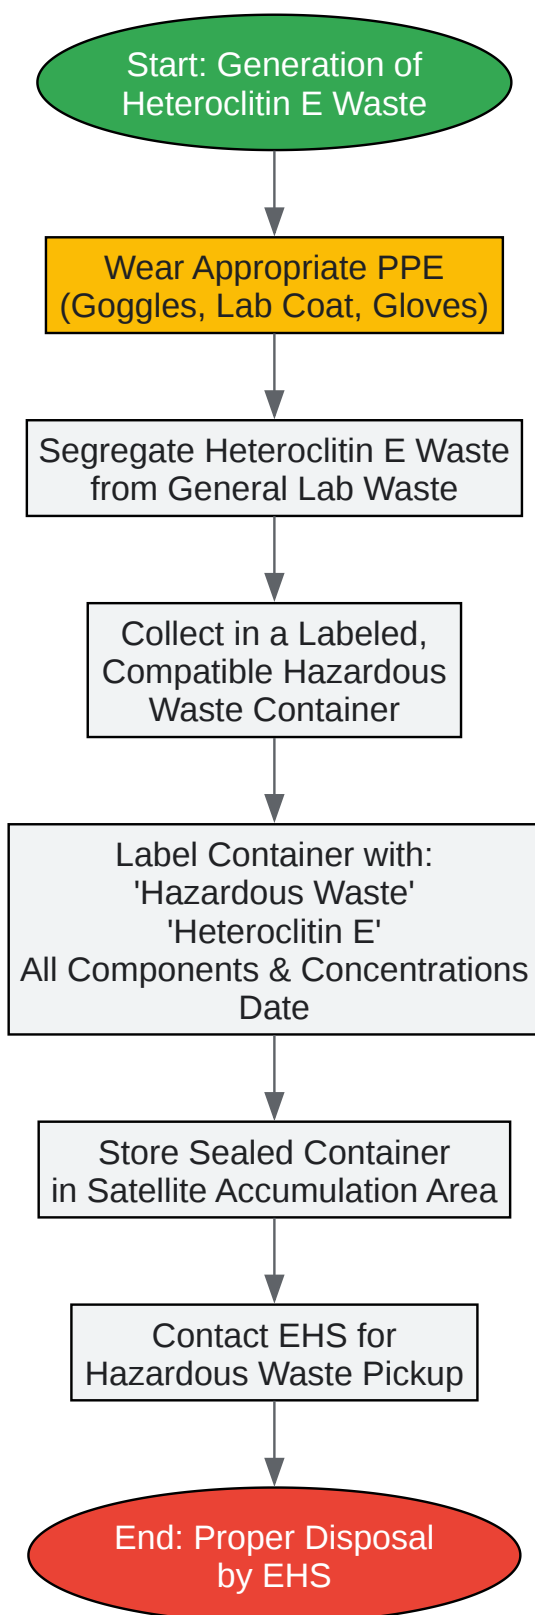 Start: Generation of
Heteroclitin E Waste
Wear Appropriate PPE
(Goggles, Lab Coat, Gloves)
Segregate Heteroclitin E Waste
from General Lab Waste
Collect in a Labeled,
Compatible Hazardous
Waste Container
Label Container with:
'Hazardous Waste'
'Heteroclitin E'
All Components & Concentrations
Date
Store Sealed Container
in Satellite Accumulation Area
Contact EHS for
Hazardous Waste Pickup
End: Proper Disposal
by EHS